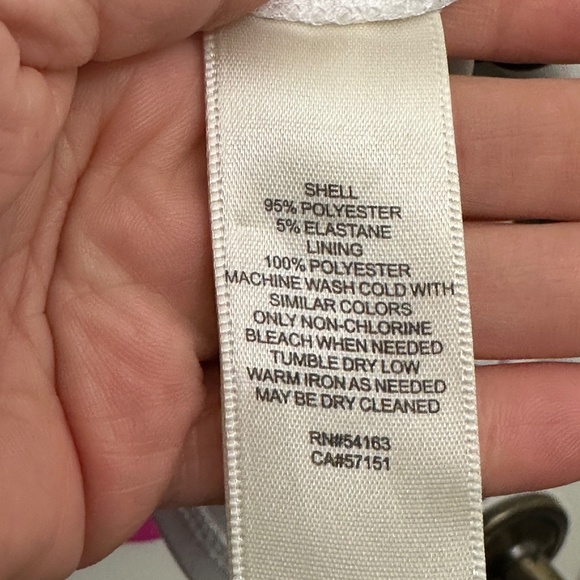 SHELL
95% POLYESTER
5% ELASTANE
LINING
100% POLYESTER
MACHINE WASH COLD WITH
SIMILAR COLORS
ONLY NON-CHLORINE
BLEACH WHEN NEEDED
TUMBLE DRY LOW
WARM IRON AS NEEDED
MAY BE DRY CLEANED
RN#54163
CA#57151